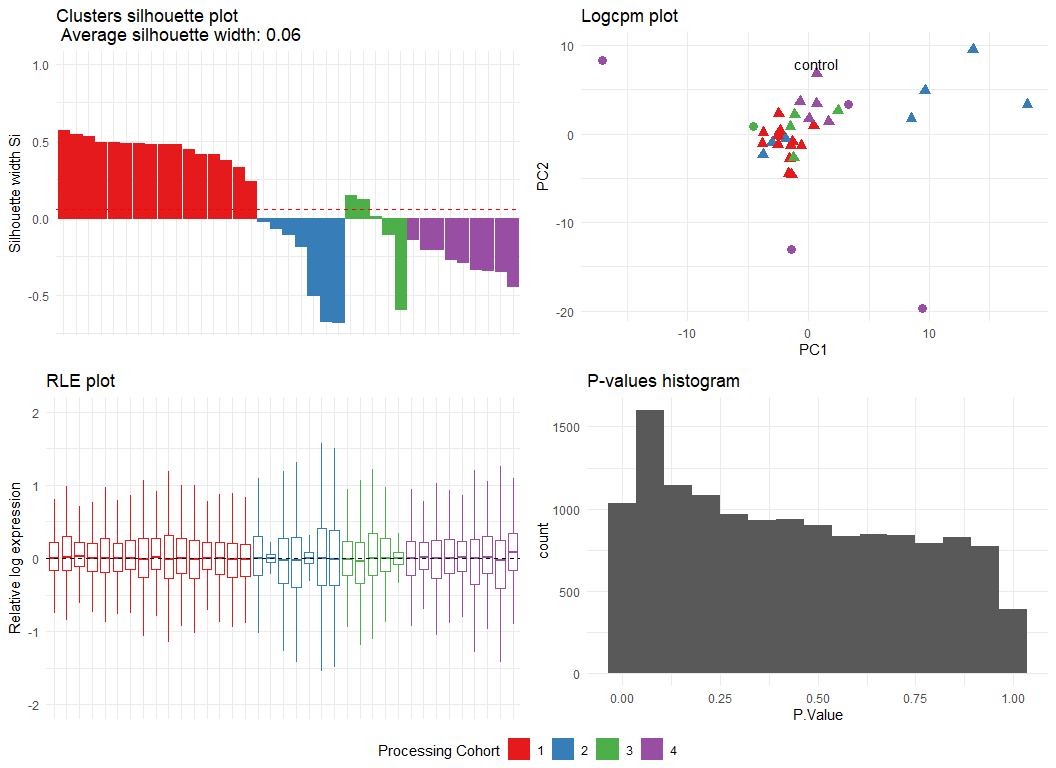 Clusters silhouette plot
Average silhouette width: 0.06
1.0
0.5
0.0
-0.5
Silhouette width Si
Logcpm plot
10
0
-10
-20
PC2
control
-10
0
10
PC1
RLE plot
2
1
0
-1
-2
Relative log expression
P-values histogram
1500
1000
500
0
count
0.00
0.25
0.50
0.75
1.00
P.Value
Processing Cohort
1
2
3
4